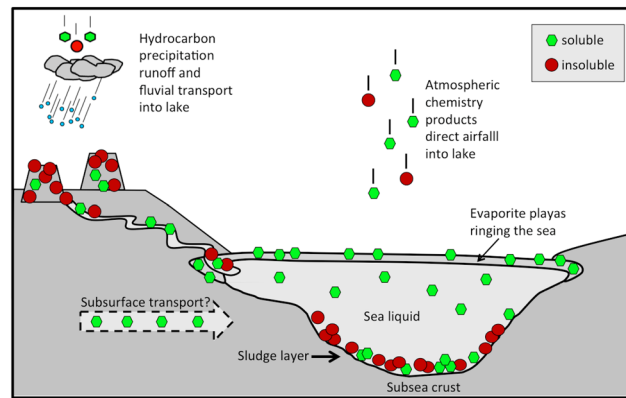 Hydrocarbon
precipitation
runoff and
fluvial transport
into lake
soluble
insoluble
Atmospheric
chemistry
products
direct airfalll
into lake
Evaporite playas
ringing the sea
Subsurface transport?
Sea liquid
Sludge layer
Subsea crust